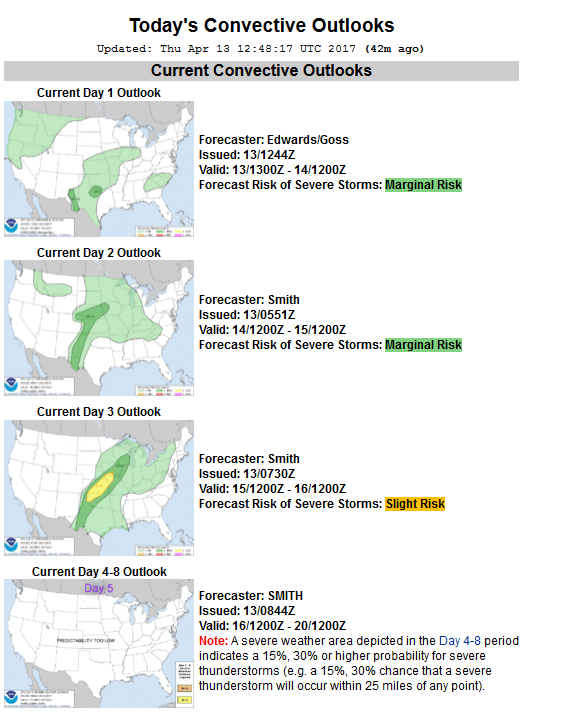 Today's Convective Outlooks
Updated: Thu Apr 13 12:48:17 UTC 2017 (42m ago)
Current Convective Outlooks
Current Day 1 Outlook
Forecaster: Edwards/Goss
Issued: 13/1244Z
Valid: 13/1300Z - 14/1200Z
Forecast Risk of Severe Storms: Marginal Risk
Current Day 2 Outlook
Forecaster: Smith
Issued: 13/0551Z
Valid: 14/1200Z - 15/1200Z
Forecast Risk of Severe Storms: Marginal Risk
Current Day 3 Outlook
Forecaster: Smith
Issued: 13/0730Z
Valid: 15/1200Z - 16/1200Z
Forecast Risk of Severe Storms: Slight Risk
Current Day 4-8 Outlook
Day 5
PREDICTABILITY TOO LOW
Forecaster: SMITH
Issued: 13/0844Z
Valid: 16/1200Z - 20/1200Z
Note: A severe weather area depicted in the Day 4-8 period
indicates a 15%, 30% or higher probability for severe
thunderstorms (e.g. a 15%, 30% chance that a severe
thunderstorm will occur within 25 miles of any point).